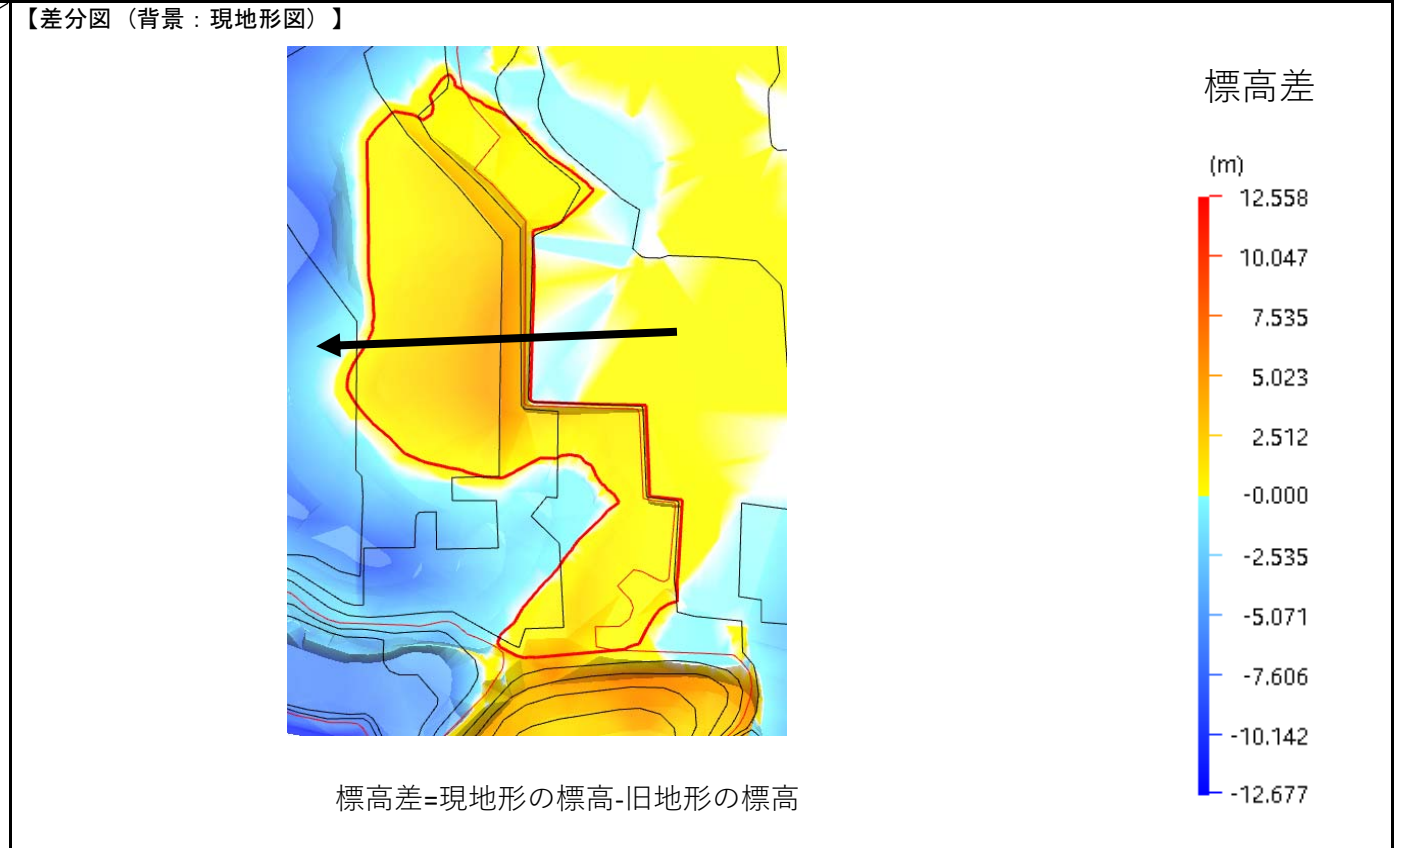 【差分図（背景：現地形図）】
標高差
(m)
12.558
10.047
7.535
5.023
2.512
-0.000
-2.535
-5.071
-7.606
-10.142
-12.677
標高差=現地形の標高-旧地形の標高